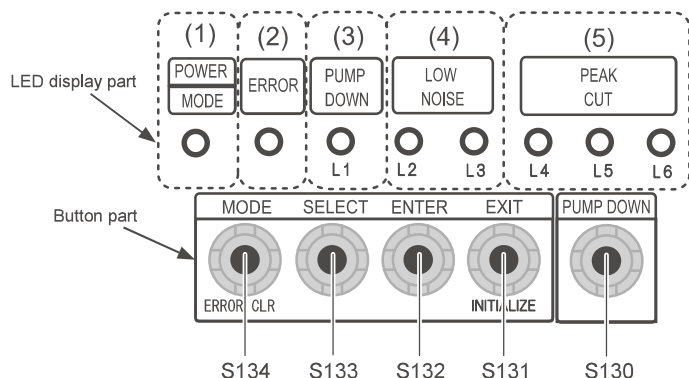 (1) (2) (3) (4) (5)
POWER
MODE
ERROR
PUMP
DOWN
LOW
NOISE
PEAK
CUT
LED display part
L1 L2 L3 L4 L5 L6
MODE SELECT ENTER EXIT PUMP DOWN
Button part
ERROR CLR INITIALIZE
S134 S133 S132 S131 S130